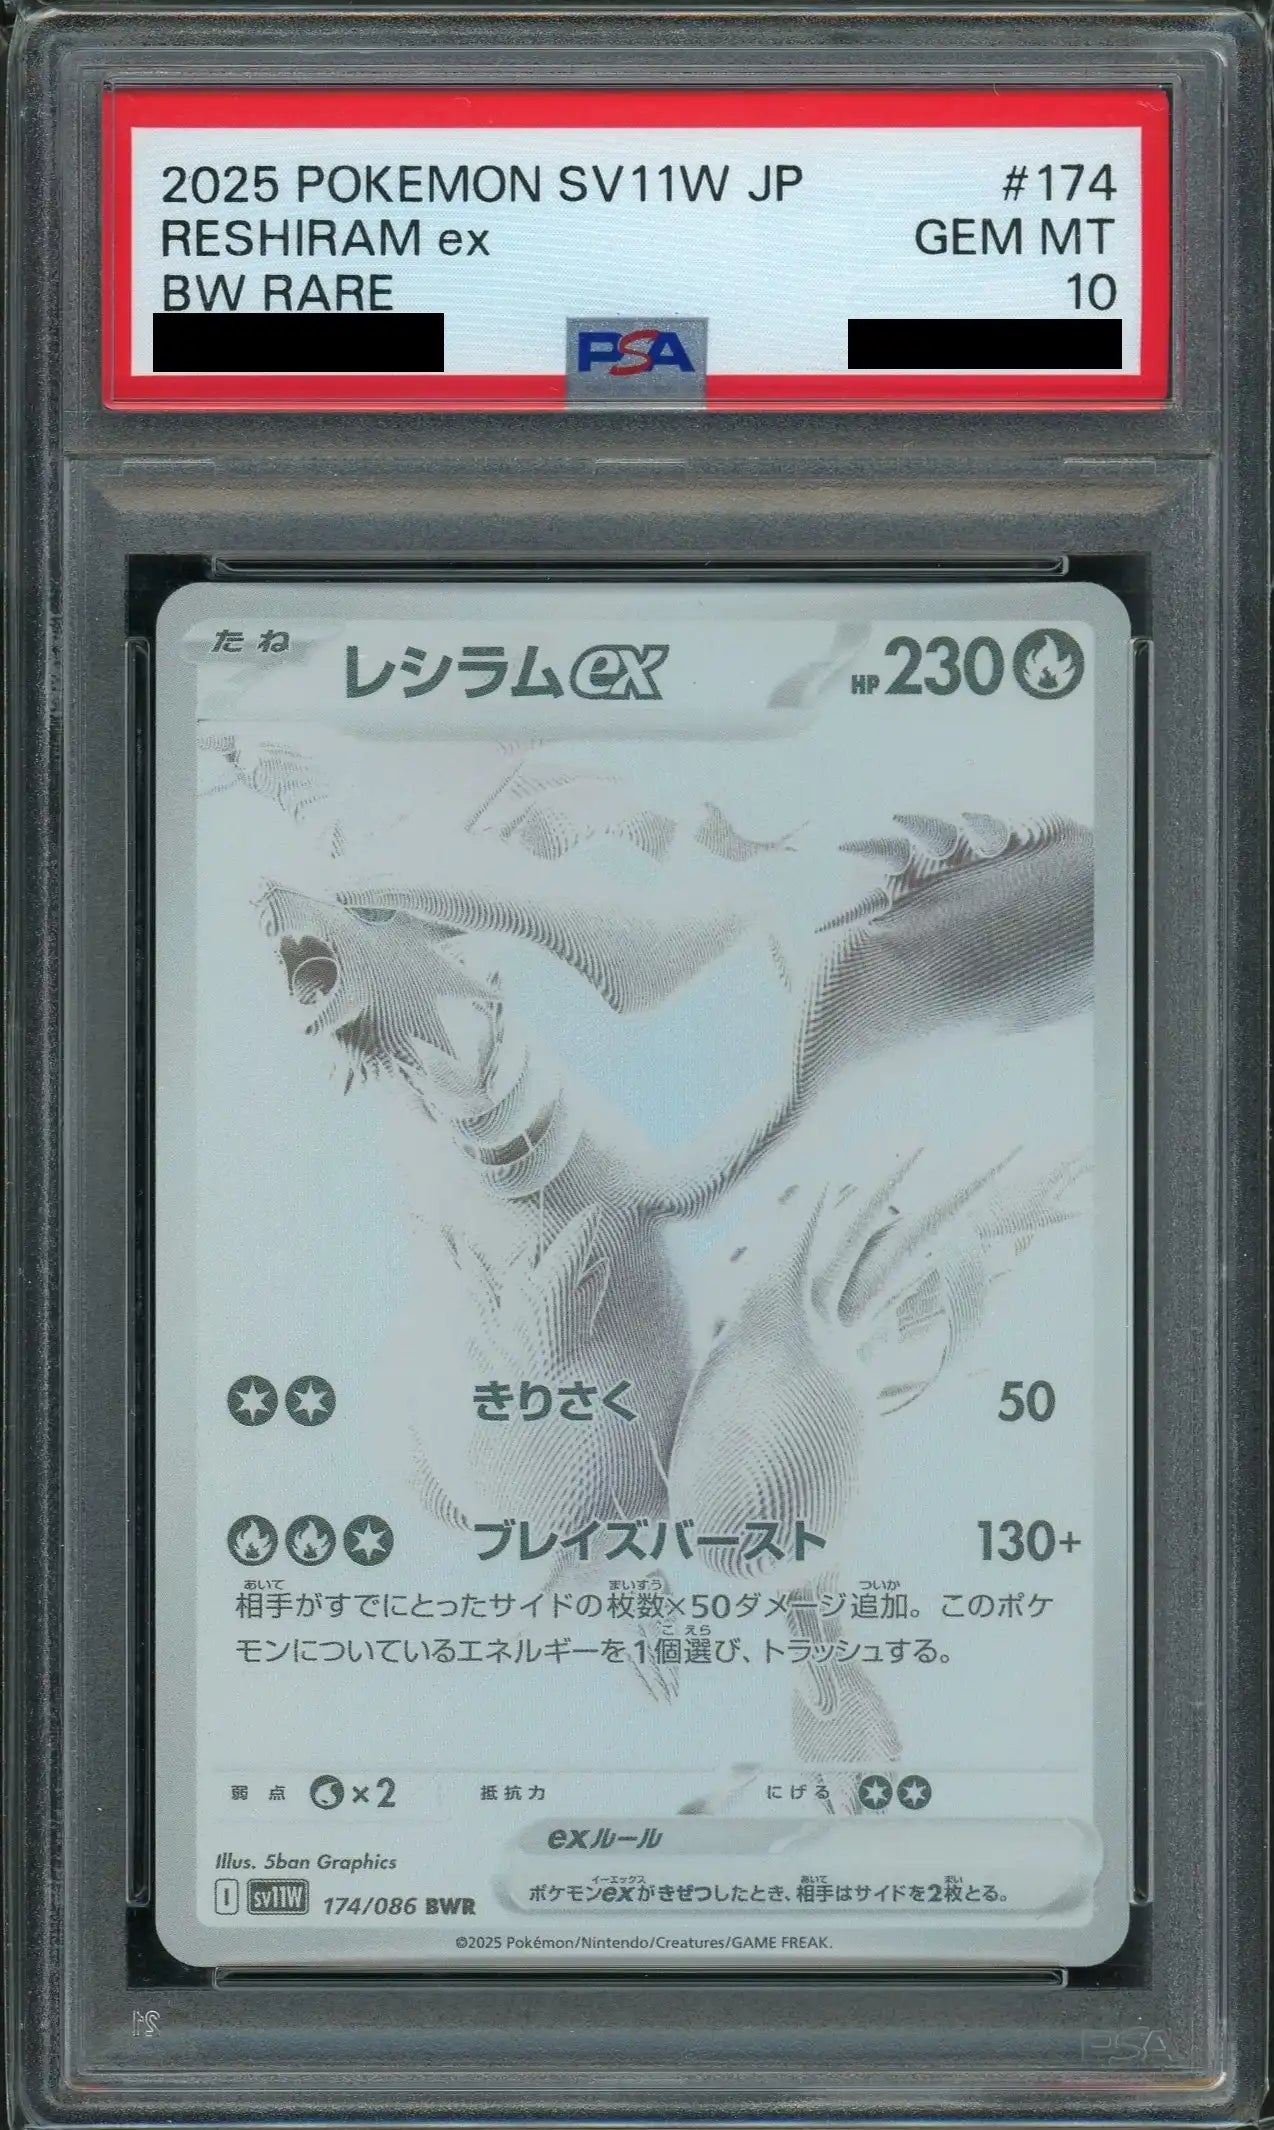 2025 POKEMON SV11W JP #174
RESHIRAM ex GEM MT
BW RARE 10
PSA
たね レシラムex HP230
きりさく 50
ブレイズバースト 130+
相手がすでにとったサイドの枚数×50ダメージ追加。このポケ
モンについているエネルギーを1個選び、トラッシュする。
弱点 ×2 抵抗力 にげる
exルール
ポケモンexがきぜつしたとき、相手はサイドを2枚とる。
Illus. 5ban Graphics
I sv11W 174/086 BWR
©2025 Pokémon/Nintendo/Creatures/GAME FREAK.
21 PSA